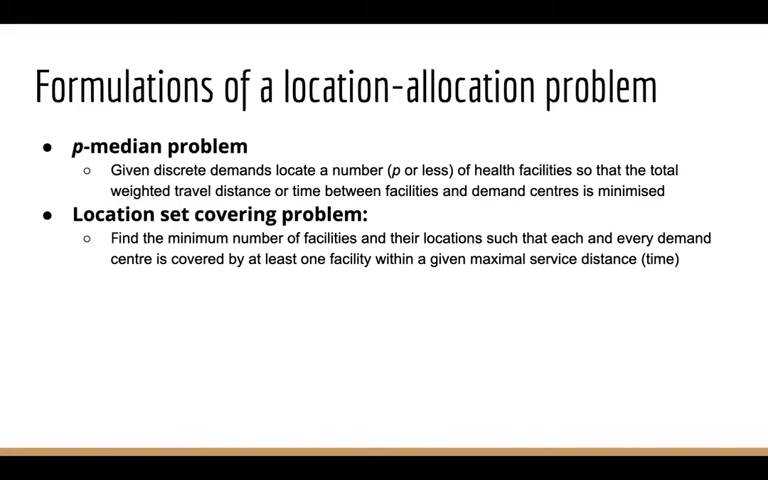 Formulations of a location-allocation problem
● p-median problem
○ Given discrete demands locate a number (p or less) of health facilities so that the total
weighted travel distance or time between facilities and demand centres is minimised
● Location set covering problem:
○ Find the minimum number of facilities and their locations such that each and every demand
centre is covered by at least one facility within a given maximal service distance (time)